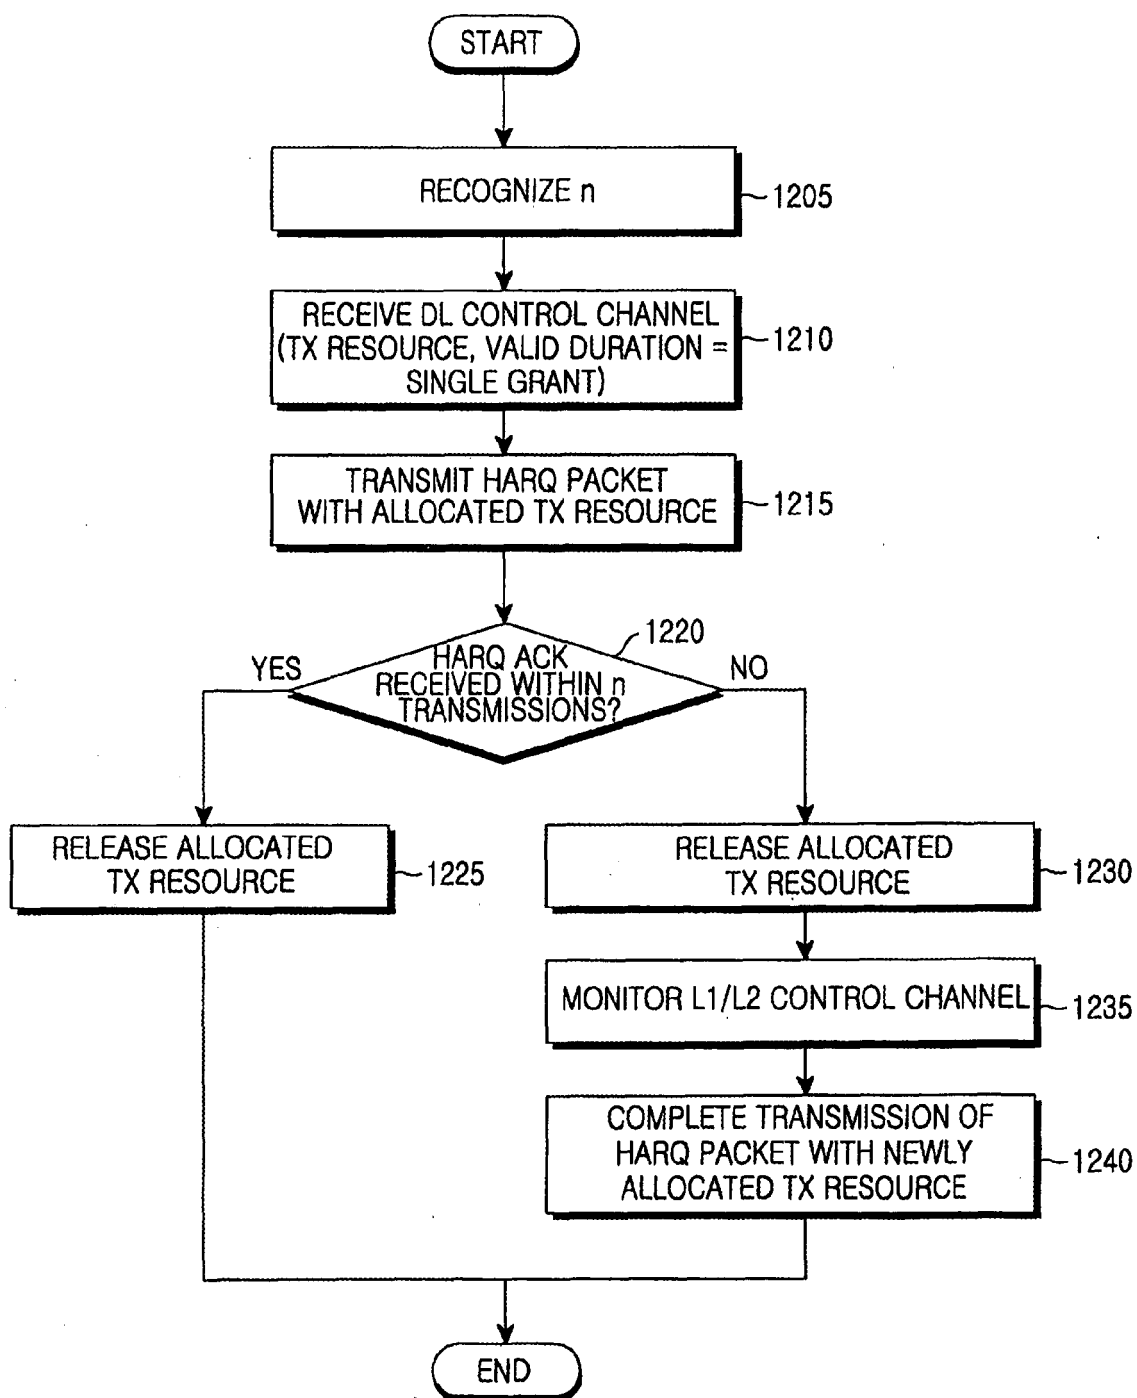 START
RECOGNIZE n
1205
RECEIVE DL CONTROL CHANNEL
(TX RESOURCE, VALID DURATION =
SINGLE GRANT)
1210
TRANSMIT HARQ PACKET
WITH ALLOCATED TX RESOURCE
1215
1220
HARQ ACK
RECEIVED WITHIN n
TRANSMISSIONS?
YES
NO
RELEASE ALLOCATED
TX RESOURCE
1225
RELEASE ALLOCATED
TX RESOURCE
1230
MONITOR L1/L2 CONTROL CHANNEL
1235
COMPLETE TRANSMISSION OF
HARQ PACKET WITH NEWLY
ALLOCATED TX RESOURCE
1240
END